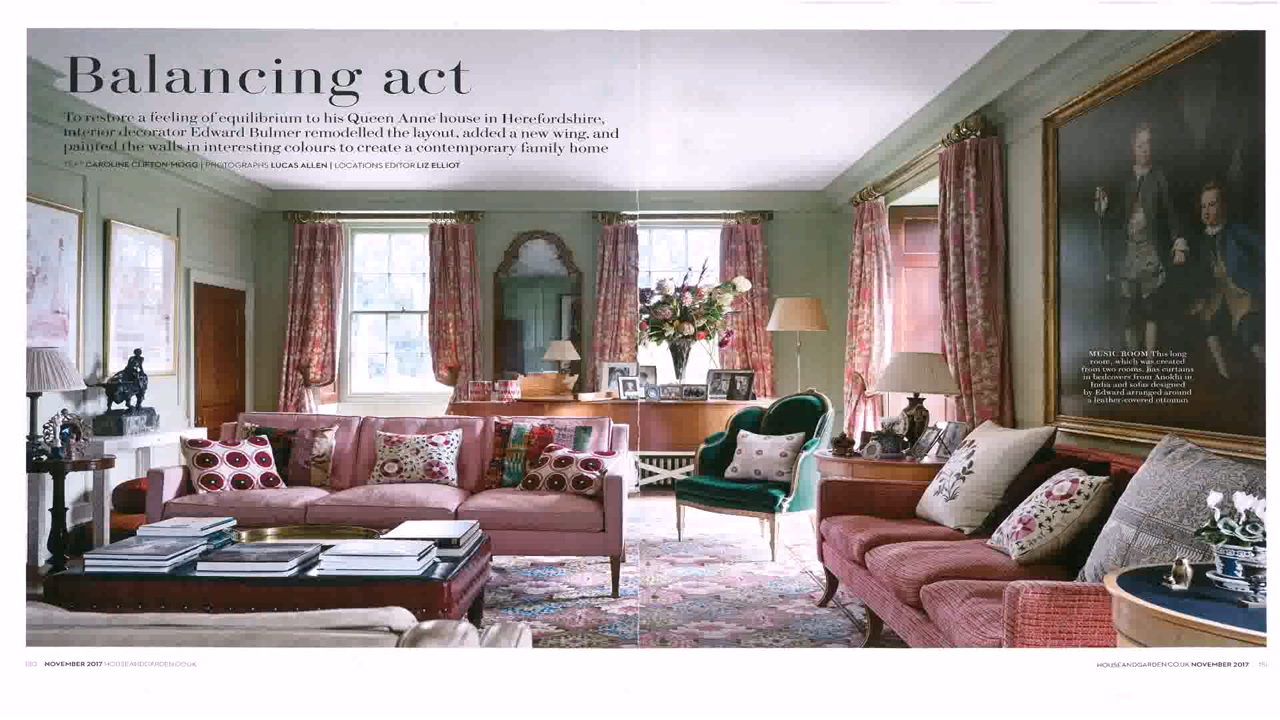 Balancing act
To restore a feeling of equilibrium to his Queen Anne house in Herefordshire,
interior decorator Edward Bulmer remodelled the layout, added a new wing, and
painted the walls in interesting colours to create a contemporary family home
TEXT CAROLINE CLIFTON-MOGG | PHOTOGRAPHS LUCAS ALLEN | LOCATIONS EDITOR LIZ ELLIOT
MUSIC ROOM This long
room, which was created
from two rooms, has curtains
in bedcovers from Anokhi in
India and sofas designed
by Edward arranged around
a leather-covered ottoman
NOVEMBER 2017 HOUSEANDGARDEN.CO.UK
HOUSEANDGARDEN.CO.UK NOVEMBER 2017